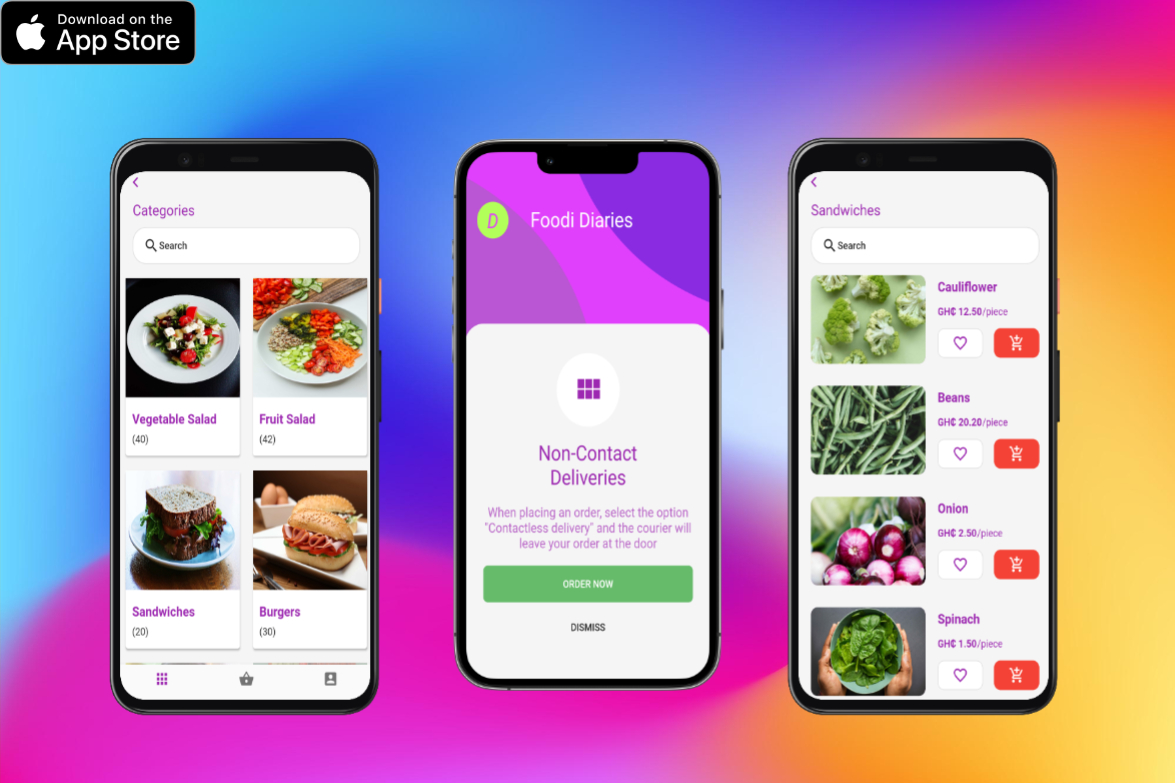 Download on the
App Store
Categories
Search
Vegetable Salad
(40)
Fruit Salad
(42)
Sandwiches
(20)
Burgers
(30)
D
Foodi Diaries
Non-Contact
Deliveries
When placing an order, select the option
"Contactless delivery" and the courier will
leave your order at the door
ORDER NOW
DISMISS
Sandwiches
Search
Cauliflower
GH₵ 12.50/piece
Beans
GH₵ 20.20/piece
Onion
GH₵ 2.50/piece
Spinach
GH₵ 1.50/piece